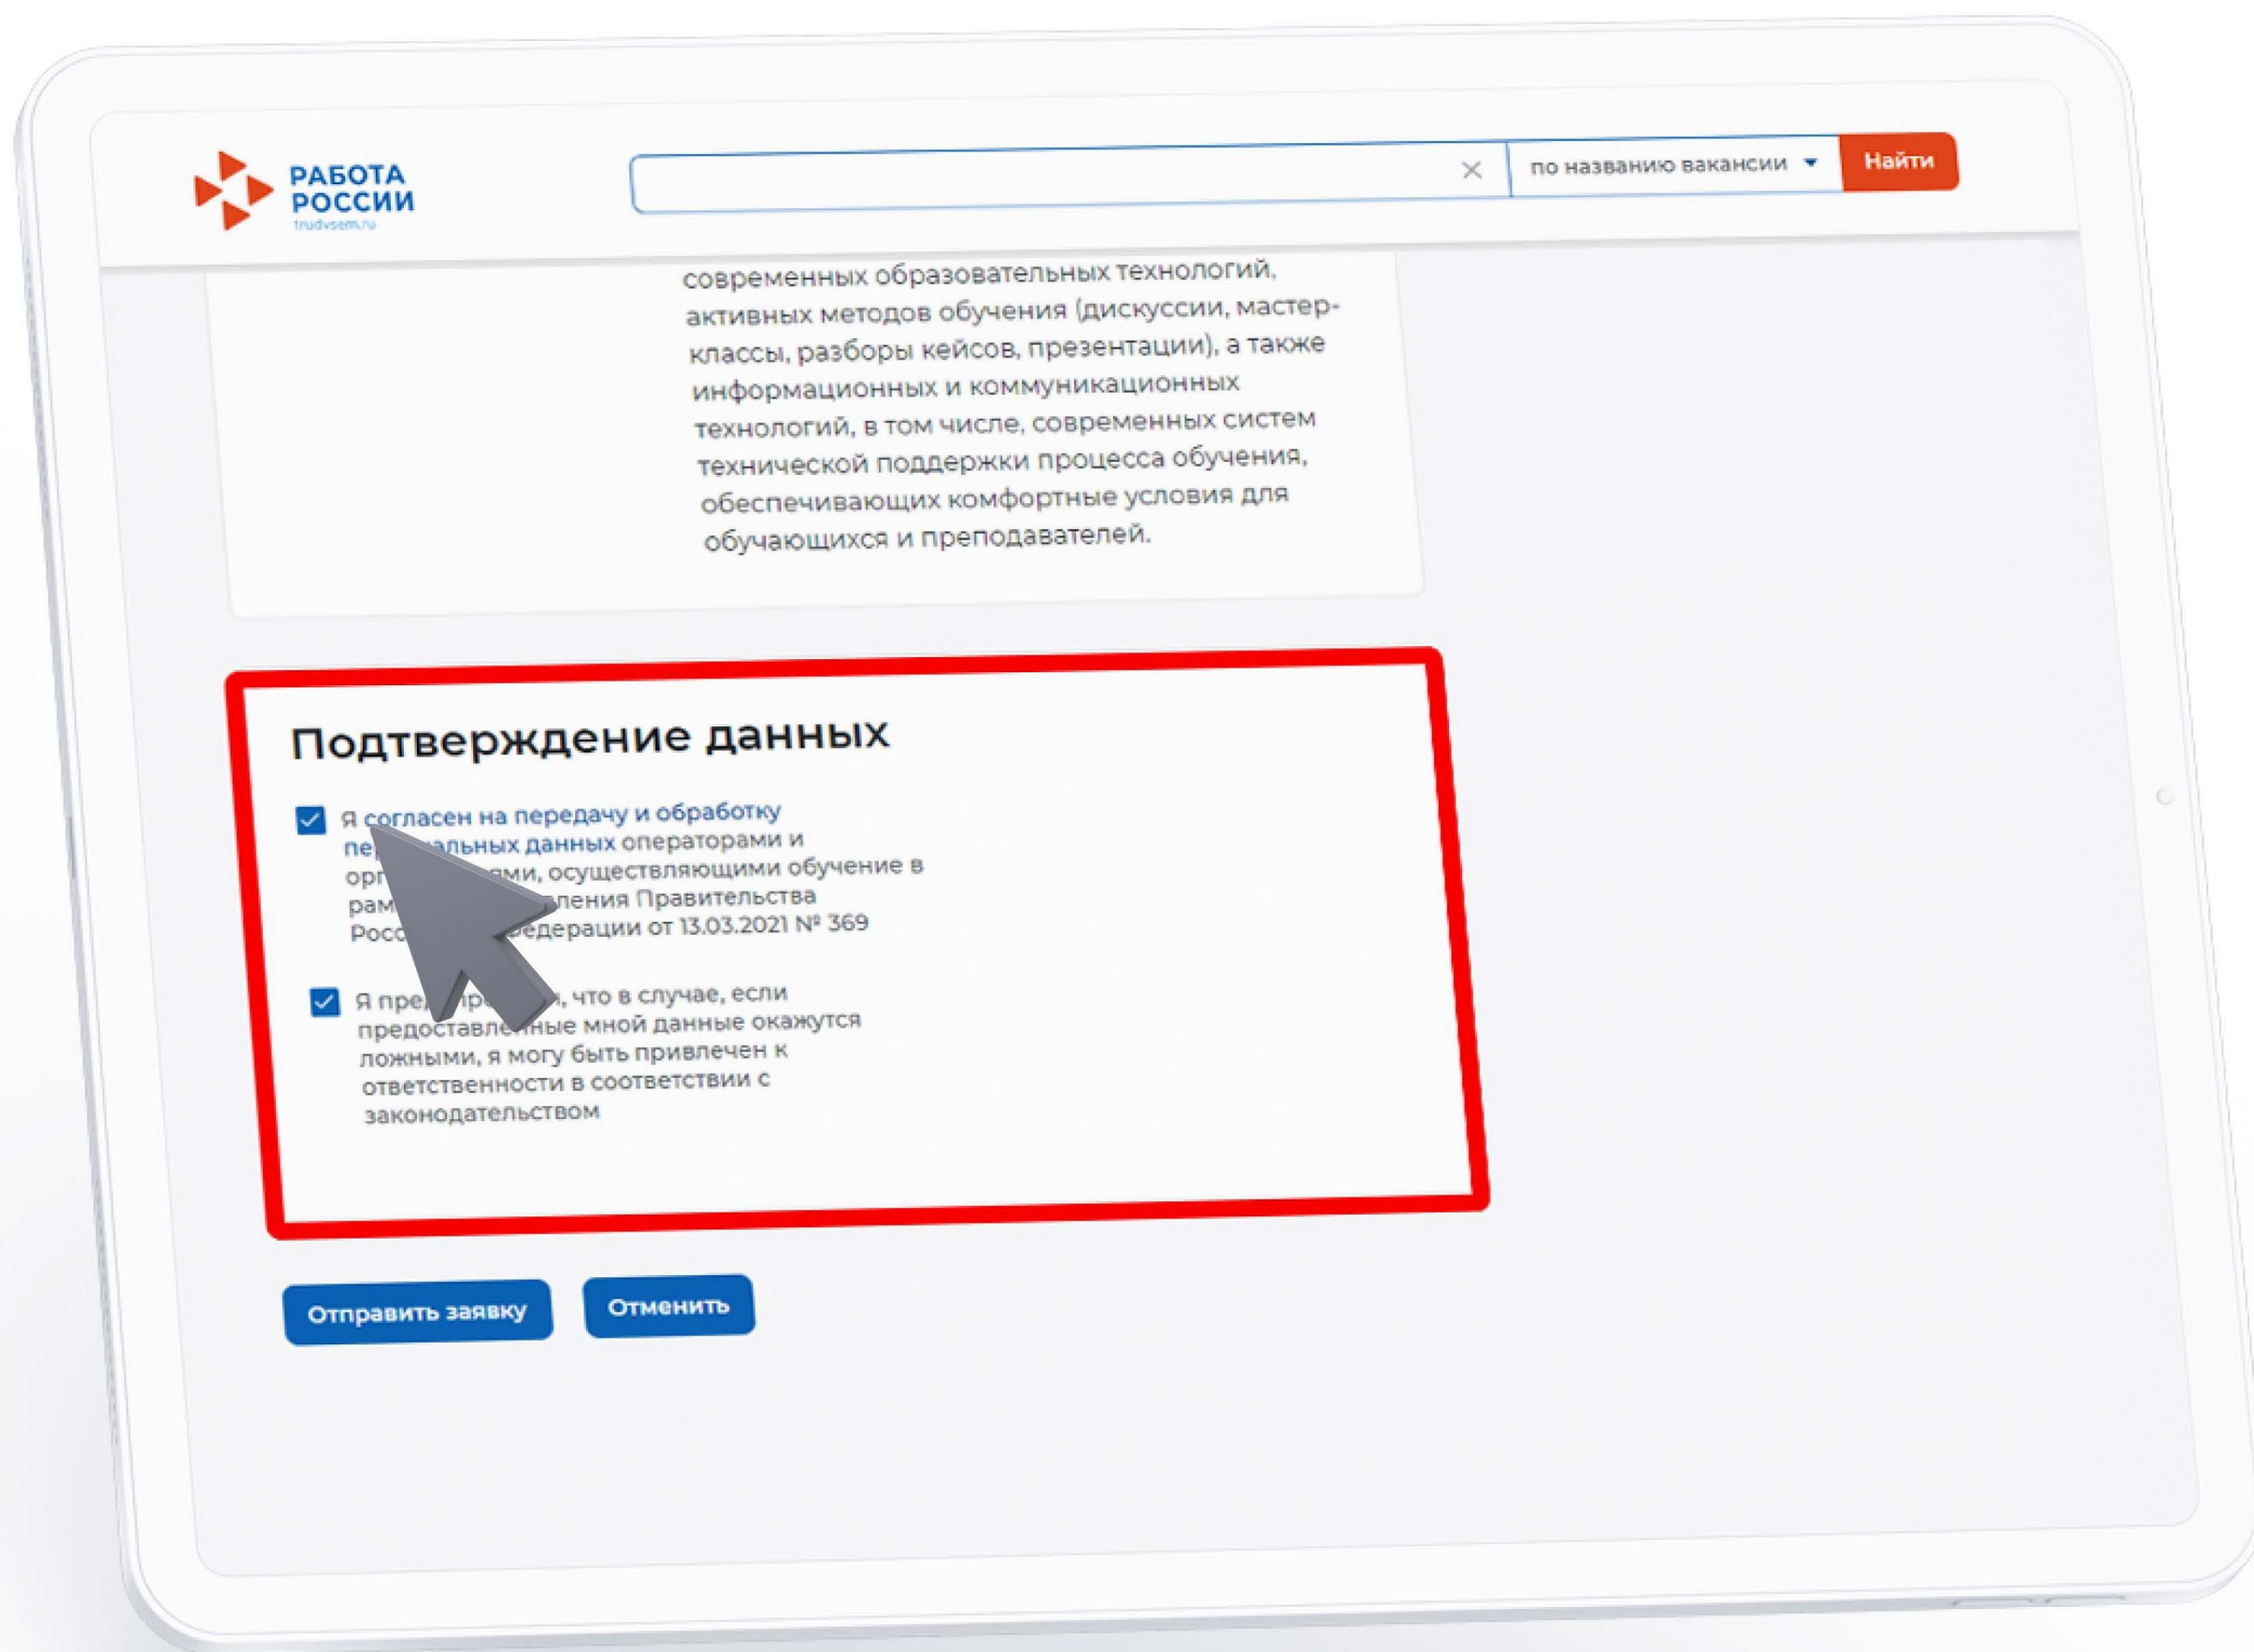 РАБОТА
РОССИИ
trudvsem.ru
по названию вакансии
Найти
современных образовательных технологий,
активных методов обучения (дискуссии, мастер-
классы, разборы кейсов, презентации), а также
информационных и коммуникационных
технологий, в том числе, современных систем
технической поддержки процесса обучения,
обеспечивающих комфортные условия для
обучающихся и преподавателей.
Подтверждение данных
Я согласен на передачу и обработку
данных операторами и
осуществляющими обучение в
Правительства
от 13.03.2021 № 369
Я что в случае, если
предоставленные мной данные окажутся
ложными, я могу быть привлечен к
ответственности в соответствии с
законодательством
Отправить заявку
Отменить